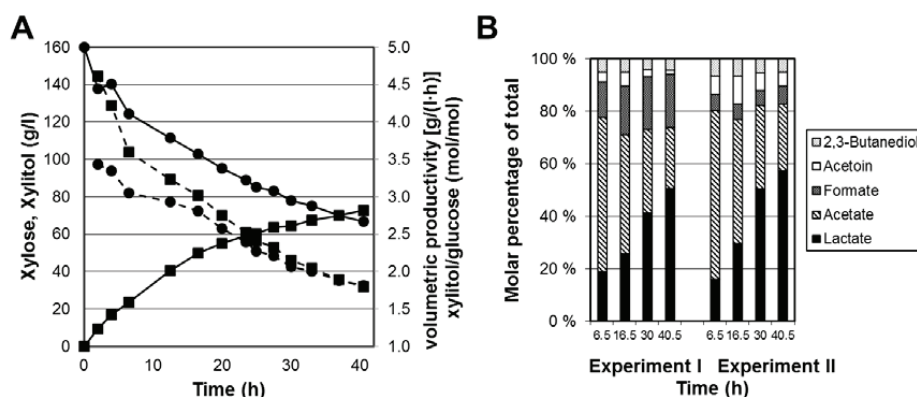 A
Xylose, Xylitol (g/l)
160
140
120
100
80
60
40
20
0
5.0
4.5
4.0
3.5
3.0
2.5
2.0
1.5
1.0
volumetric productivity [g/(l·h)]
xylitol/glucose (mol/mol)
0 10 20 30 40
Time (h)
B
Molar percentage of total
100 %
80 %
60 %
40 %
20 %
0 %
6.5 16.5 30 40.5 6.5 16.5 30 40.5
Experiment I Experiment II
Time (h)
2,3-Butanediol
Acetoin
Formate
Acetate
Lactate